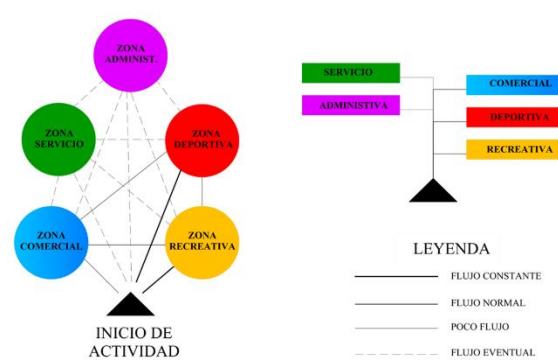 ZONA
ADMINIST.
ZONA
SERVICIO
ZONA
DEPORTIVA
ZONA
COMERCIAL
ZONA
RECREATIVA
INICIO DE
ACTIVIDAD
SERVICIO
ADMINISTIVA
COMERCIAL
DEPORTIVA
RECREATIVA
LEYENDA
FLUJO CONSTANTE
FLUJO NORMAL
POCO FLUJO
FLUJO EVENTUAL